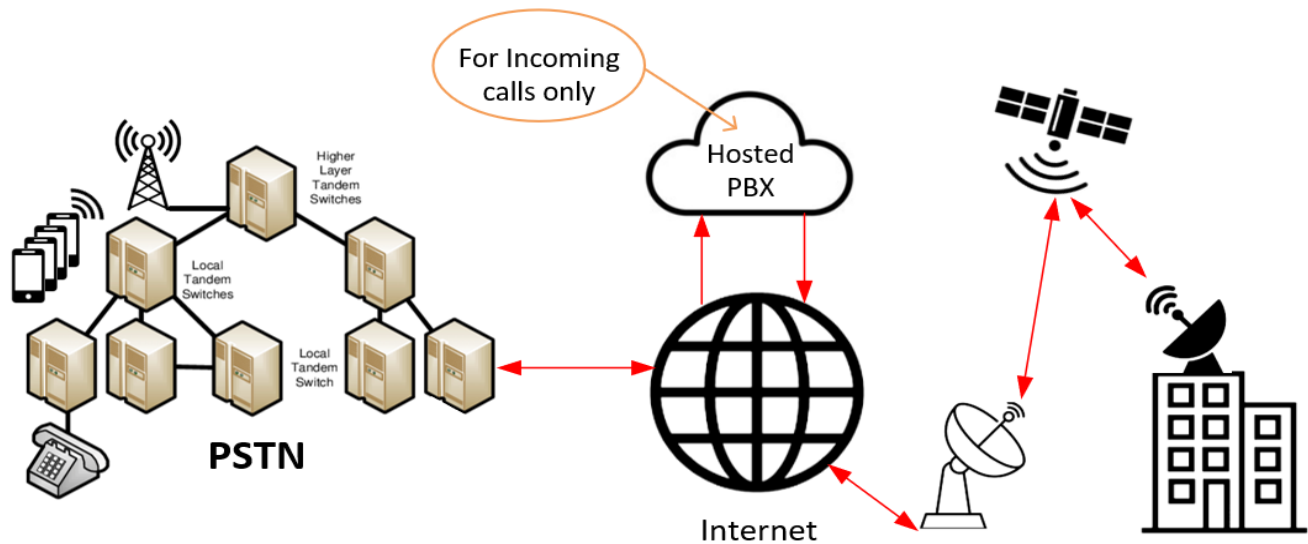 For Incoming
calls only
Hosted
PBX
Higher
Layer
Tandem
Switches
Local
Tandem
Switches
Local
Tandem
Switch
PSTN
Internet